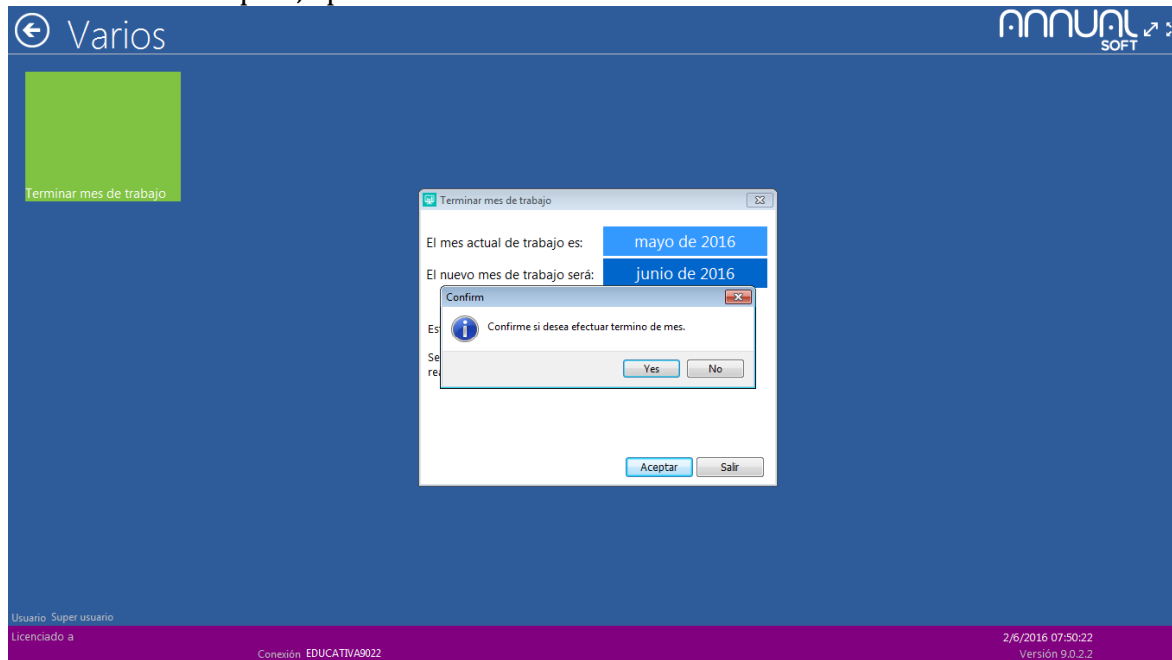 Varios
ANNUAL
SOFT
Terminar mes de trabajo
Terminar mes de trabajo
El mes actual de trabajo es:
mayo de 2016
El nuevo mes de trabajo será:
junio de 2016
Confirm
Confirme si desea efectuar termino de mes.
Es
Se
re
Yes
No
Aceptar
Salir
Usuario Super usuario
Licenciado a
2/6/2016 07:50:22
Conexión EDUCATIVA9022
Versión 9.0.2.2